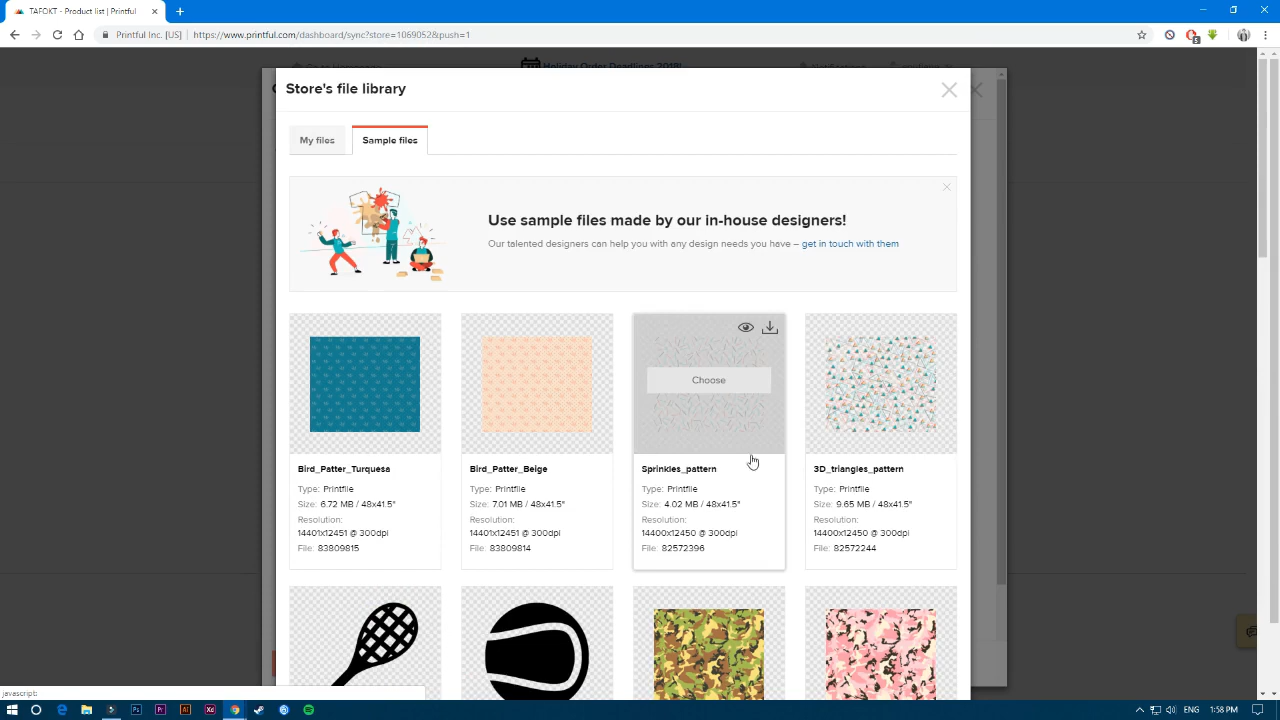 TAFOKT - Product list | Printful
Printful Inc. [US]
https://www.printful.com/dashboard/sync?store=1069052&push=1
Holiday Order Deadlines 2018!
Store's file library
My files
Sample files
Use sample files made by our in-house designers!
Our talented designers can help you with any design needs you have – get in touch with them
Choose
Bird_Patter_Turquesa
Type: Printfile
Size: 6.72 MB / 48x41.5"
Resolution:
14401x12451 @ 300dpi
File: 83809815
Bird_Patter_Beige
Type: Printfile
Size: 7.01 MB / 48x41.5"
Resolution:
14401x12451 @ 300dpi
File: 83809814
Sprinkles_pattern
Type: Printfile
Size: 4.02 MB / 48x41.5"
Resolution:
14400x12450 @ 300dpi
File: 82572396
3D_triangles_pattern
Type: Printfile
Size: 9.65 MB / 48x41.5"
Resolution:
14400x12450 @ 300dpi
File: 82572244
javascript:
ENG
1:58 PM